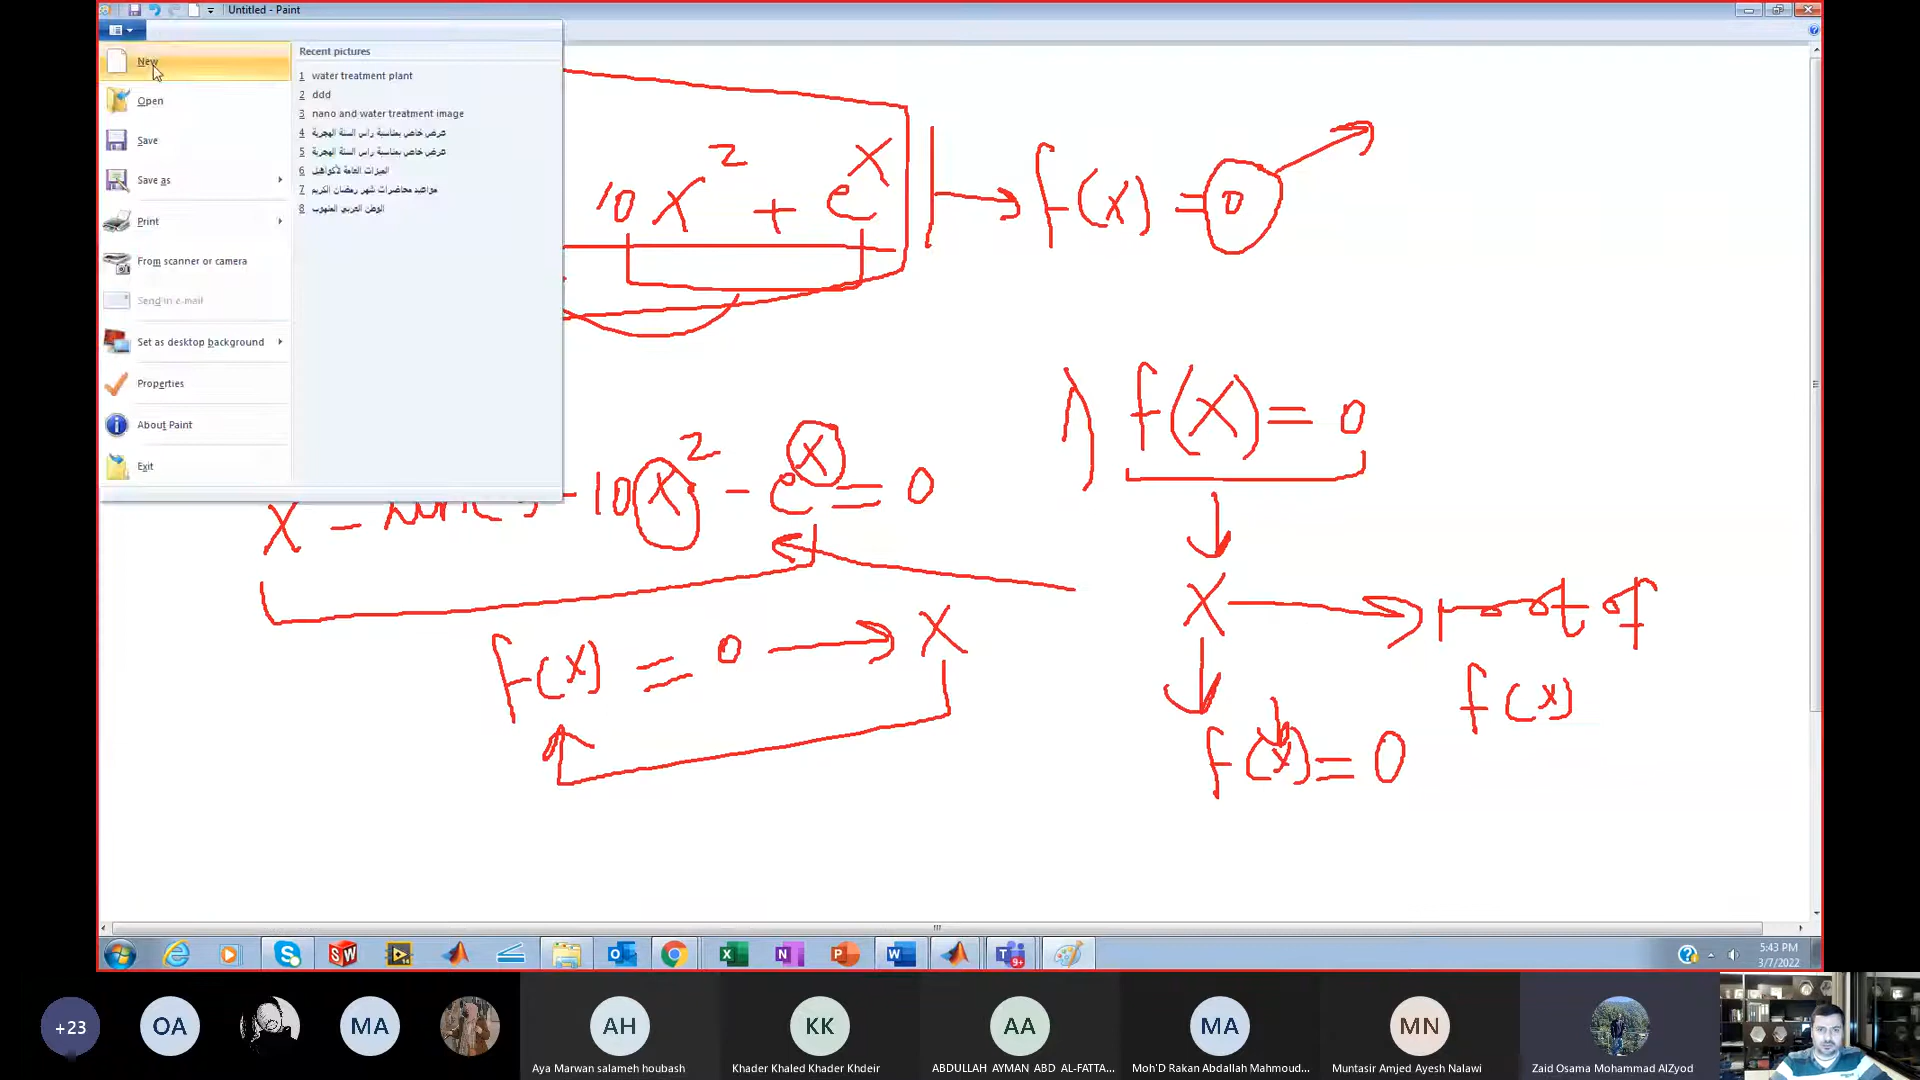 Untitled - Paint
New
Open
Save
Save as
Print
From scanner or camera
Send in e-mail
Set as desktop background
Properties
About Paint
Exit
Recent pictures
1 water treatment plant
2 ddd
3 nano and water treatment image
4 عرض خاص بمناسبة راس السنة الهجرية
5 عرض خاص بمناسبة راس السنة الهجرية
6 الميزات العامة لأكواهيل
7 مواعيد محاضرات شهر رمضان الكريم
8 الوطن العربي المنهوب
10x² + e^x
f(x) = 0
f(x) = 0
x - - 10x² - e^x = 0
x
root of
f(x)
f(x) = 0
f(x) = 0
x
5:43 PM
3/7/2022
+23
OA
MA
AH
KK
AA
MA
MN
Aya Marwan salameh houbash
Khader Khaled Khader Khdeir
ABDULLAH AYMAN ABD AL-FATTA...
Moh'D Rakan Abdallah Mahmoud...
Muntasir Amjed Ayesh Nalawi
Zaid Osama Mohammad AlZyod